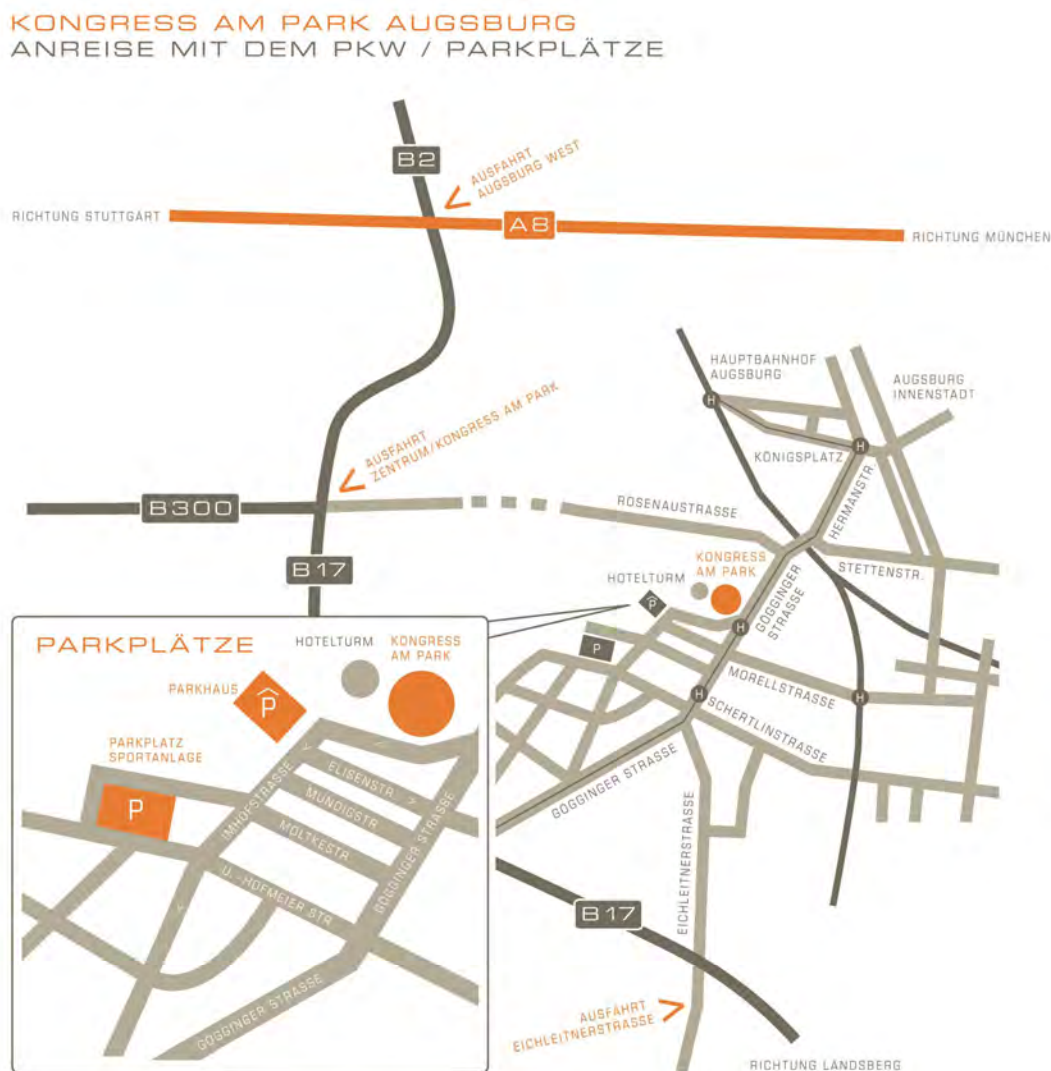 KONGRESS AM PARK AUGSBURG
ANREISE MIT DEM PKW / PARKPLÄTZE
B2
AUSFAHRT
AUGSBURG WEST
RICHTUNG STUTTGART
A8
RICHTUNG MÜNCHEN
HAUPTBAHNHOF
AUGSBURG
AUGSBURG
INNENSTADT
H
H
KÖNIGSPLATZ
HERMANSTR.
AUSFAHRT
ZENTRUM/KONGRESS AM PARK
B300
ROSENAUSTRASSE
STETTENSTR.
B17
HOTELTURM
KONGRESS
AM PARK
P
P
GÖGGINGER
STRASSE
H
MORELLSTRASSE
H
H
SCHERTLINSTRASSE
GÖGGINGER STRASSE
EICHLEITNERSTRASSE
B17
AUSFAHRT
EICHLEITNERSTRASSE
RICHTUNG LANDSBERG
PARKPLÄTZE
HOTELTURM
KONGRESS
AM PARK
PARKHAUS
P
PARKPLATZ
SPORTANLAGE
P
IMHOFSTRASSE
ELISENSTR.
MUNDIGSTR
MOLTKESTR
GÖGGINGER STRASSE
U.-HOFMEIER STR
GÖGGINGER STRASSE